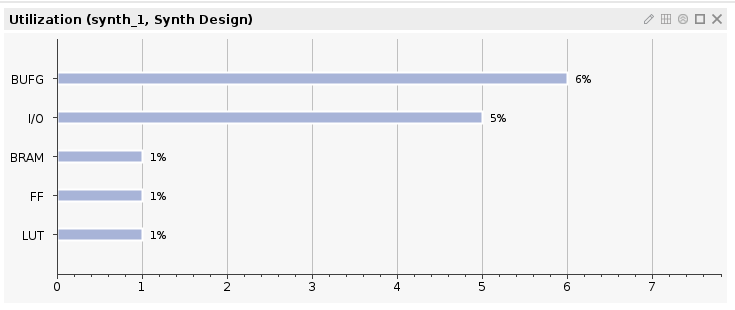 Utilization (synth_1, Synth Design)
BUFG 6%
I/O 5%
BRAM 1%
FF 1%
LUT 1%
0 1 2 3 4 5 6 7